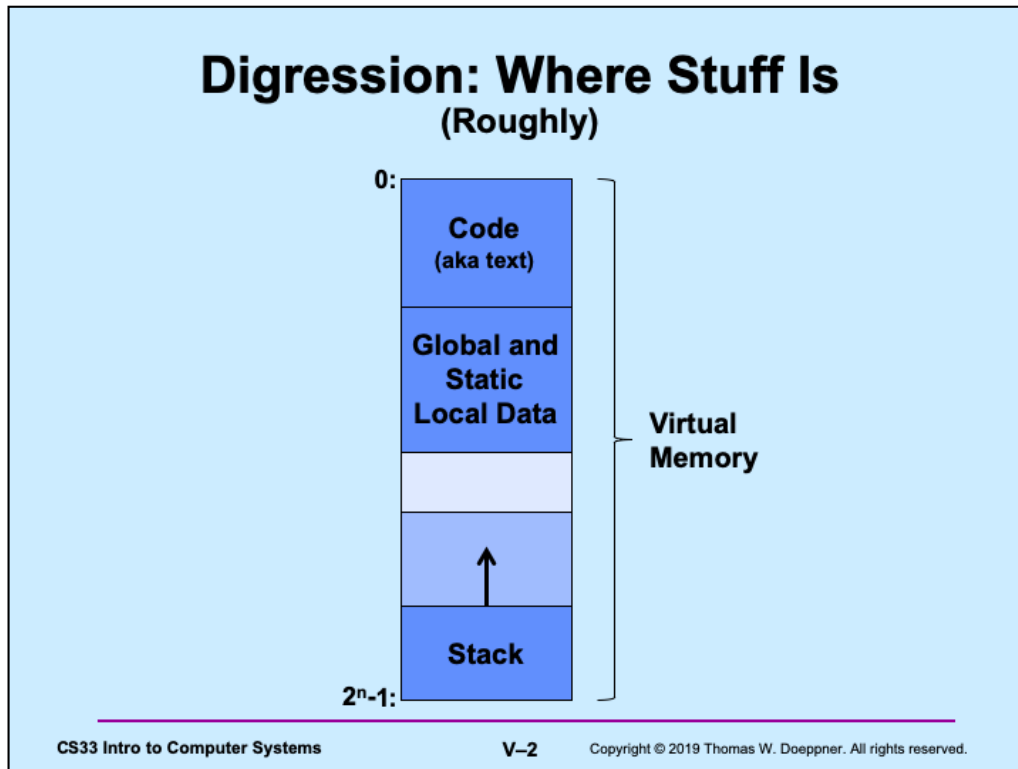 Digression: Where Stuff Is
(Roughly)
0:
Code
(aka text)
Global and
Static
Local Data
Virtual
Memory
Stack
2ⁿ-1:
CS33 Intro to Computer Systems
V–2
Copyright © 2019 Thomas W. Doeppner. All rights reserved.